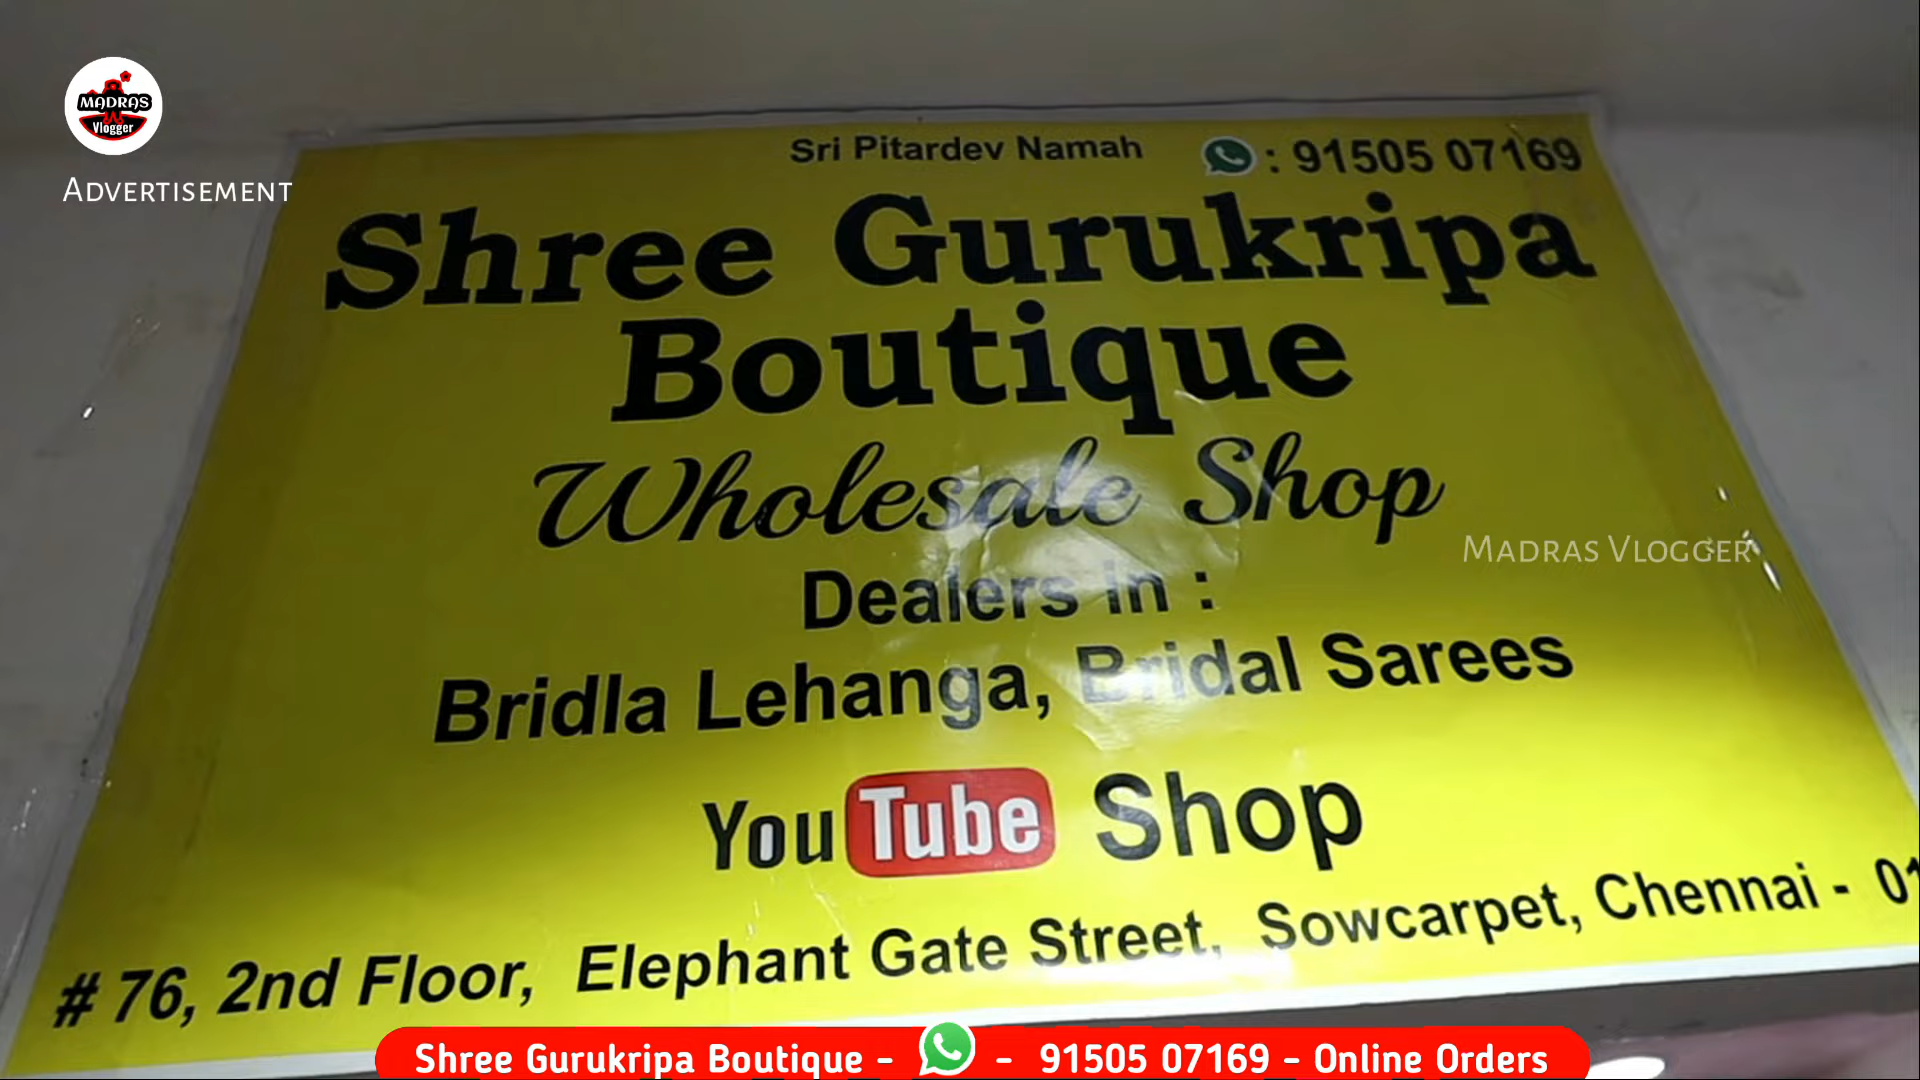 MADRAS
Vlogger
ADVERTISEMENT
Sri Pitardev Namah
: 91505 07169
Shree Gurukripa
Boutique
Wholesale Shop
Dealers in :
Bridla Lehanga, Bridal Sarees
YouTube Shop
# 76, 2nd Floor, Elephant Gate Street, Sowcarpet, Chennai - 01
MADRAS VLOGGER
Shree Gurukripa Boutique - - 91505 07169 - Online Orders